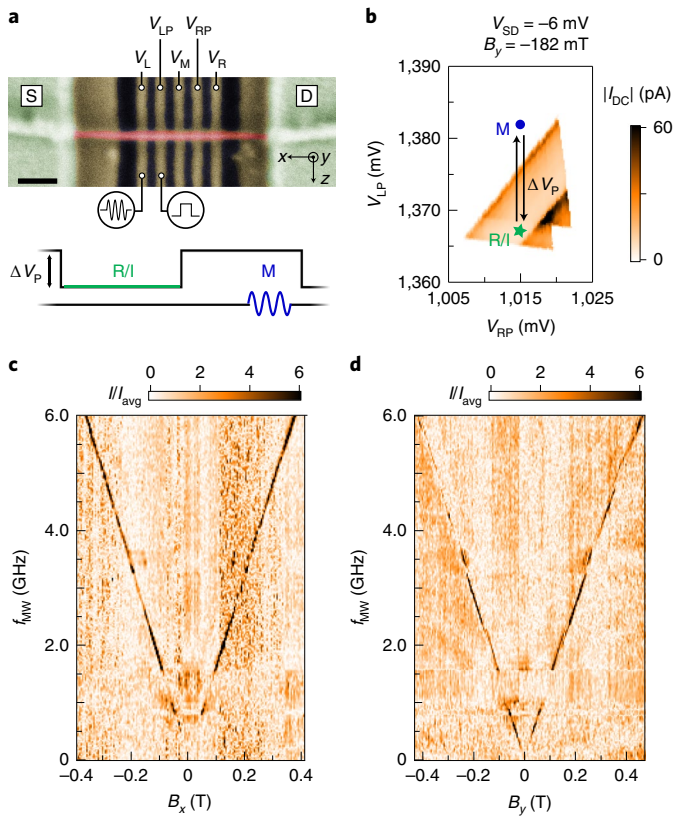 a
V_L V_LP V_M V_RP V_R
S
D
x y
z
ΔV_P R/I M
b
V_SD = –6 mV
B_y = –182 mT
|I_DC| (pA)
60
0
1,390
1,380
1,370
1,360
V_LP (mV)
M
ΔV_P
R/I
1,005 1,015 1,025
V_RP (mV)
c
I/I_avg 0 2 4 6
6.0
4.0
2.0
0
f_MW (GHz)
–0.4 –0.2 0 0.2 0.4
B_x (T)
d
I/I_avg 0 2 4 6
6.0
4.0
2.0
0
f_MW (GHz)
–0.4 –0.2 0 0.2 0.4
B_y (T)